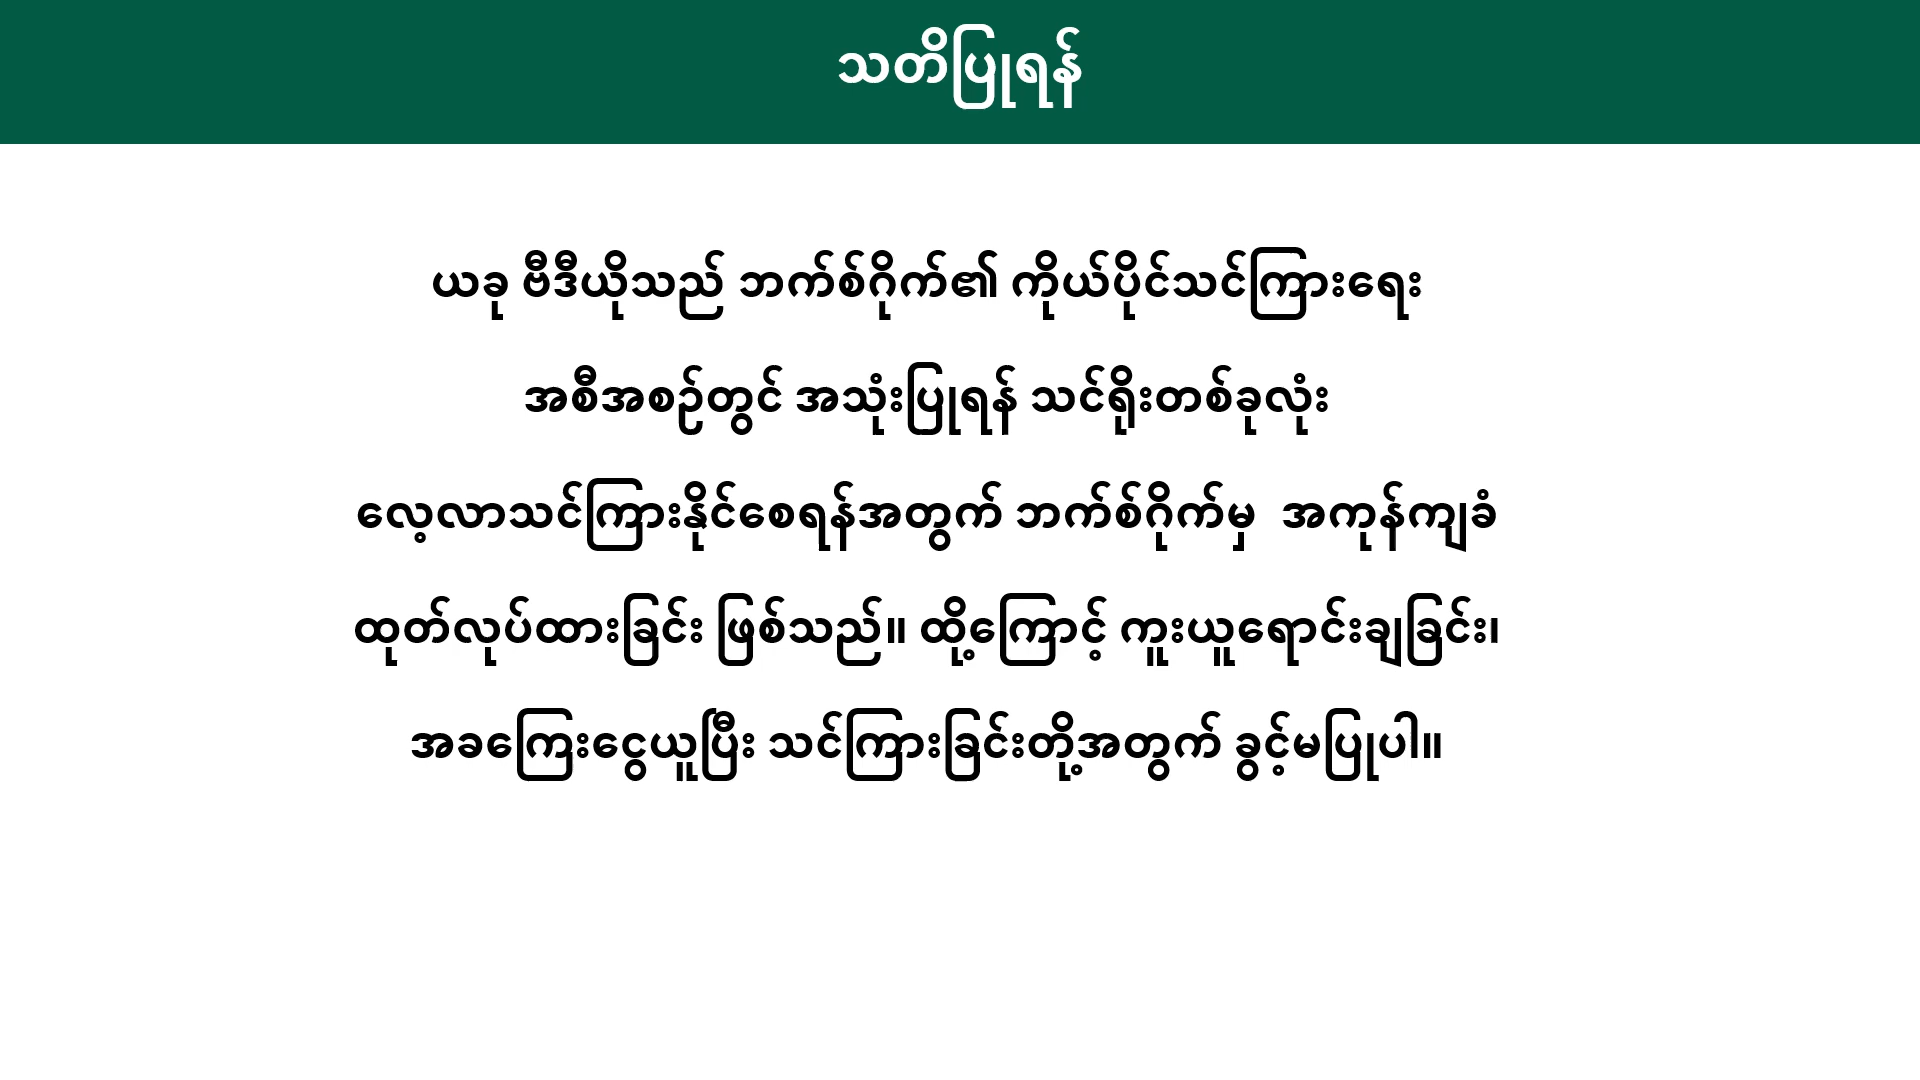 သတိပြုရန်
ယခု ဗီဒီယိုသည် ဘက်စ်ဂိုက်၏ ကိုယ်ပိုင်သင်ကြားရေး
အစီအစဉ်တွင် အသုံးပြုရန် သင်ရိုးတစ်ခုလုံး
လေ့လာသင်ကြားနိုင်စေရန်အတွက် ဘက်စ်ဂိုက်မှ  အကုန်ကျခံ
ထုတ်လုပ်ထားခြင်း ဖြစ်သည်။ ထို့ကြောင့် ကူးယူရောင်းချခြင်း၊
အခကြေးငွေယူပြီး သင်ကြားခြင်းတို့အတွက် ခွင့်မပြုပါ။